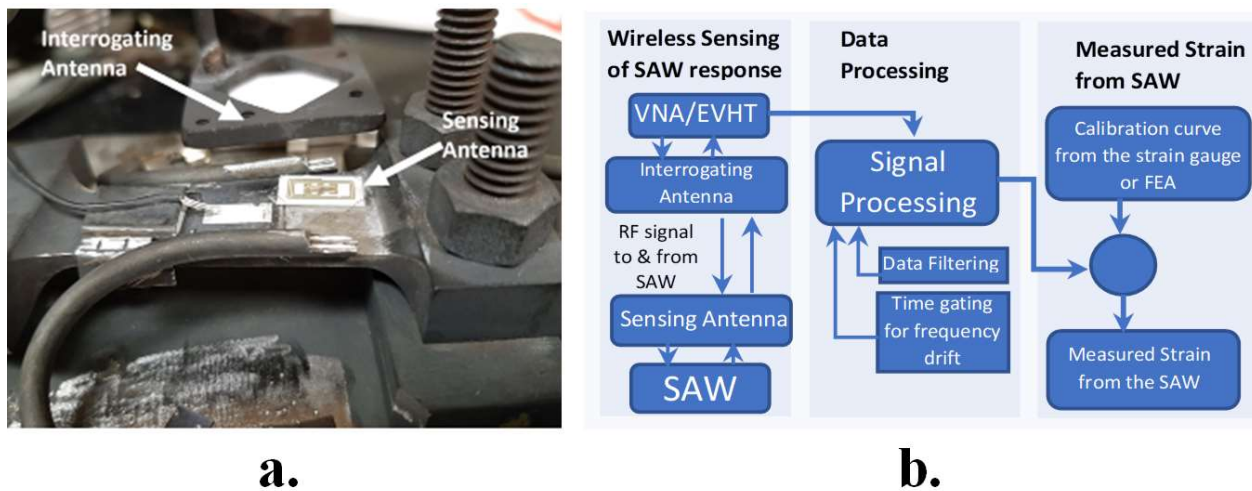 Interrogating
Antenna
Sensing
Antenna
a.
Wireless Sensing
of SAW response
VNA/EVHT
Interrogating
Antenna
RF signal
to & from
SAW
Sensing Antenna
SAW
Data
Processing
Signal
Processing
Data Filtering
Time gating
for frequency
drift
Measured Strain
from SAW
Calibration curve
from the strain gauge
or FEA
Measured Strain
from the SAW
b.